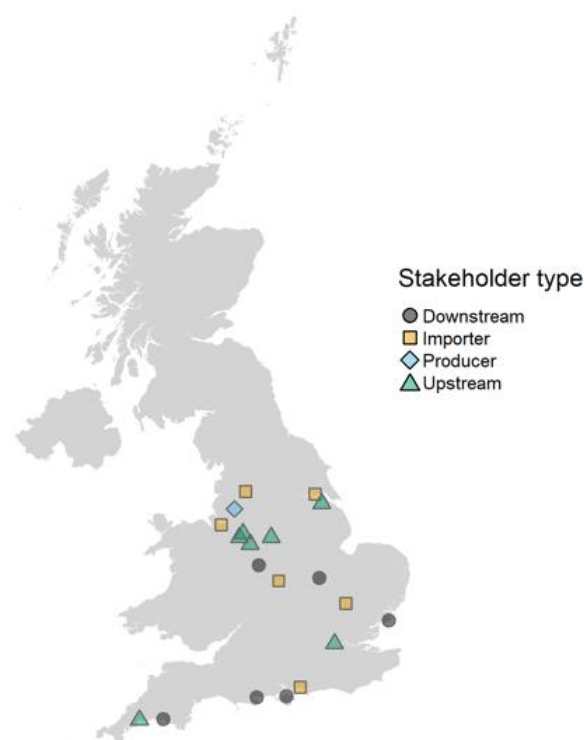 Stakeholder type
Downstream
Importer
Producer
Upstream